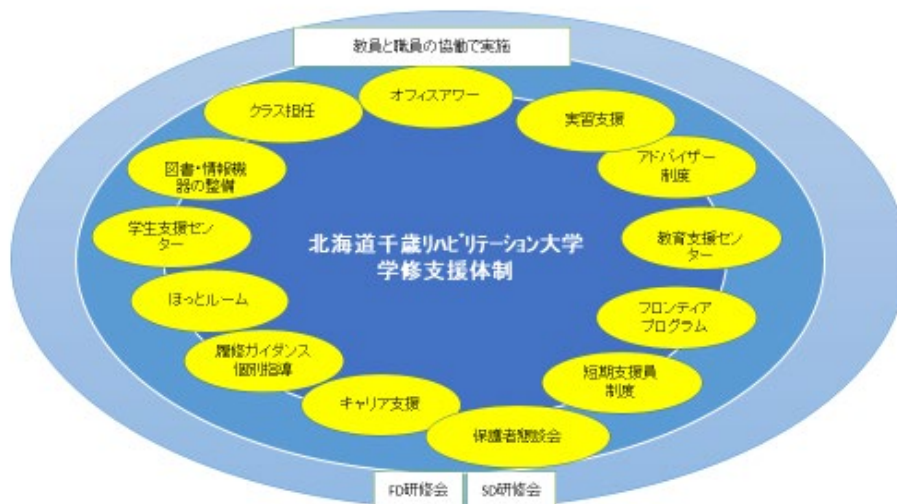 教員と職員の協働で実施
オフィスアワー
クラス担任
実習支援
図書・情報機
器の整備
アドバイザー
制度
学生支援セン
ター
北海道千歳ﾘﾊﾋﾞﾘテーション大学
学修支援体制
教育支援セン
ター
ほっとルーム
フロンティア
プログラム
履修ガイダンス
個別指導
短期支援員
制度
キャリア支援
保護者懇談会
FD研修会
SD研修会